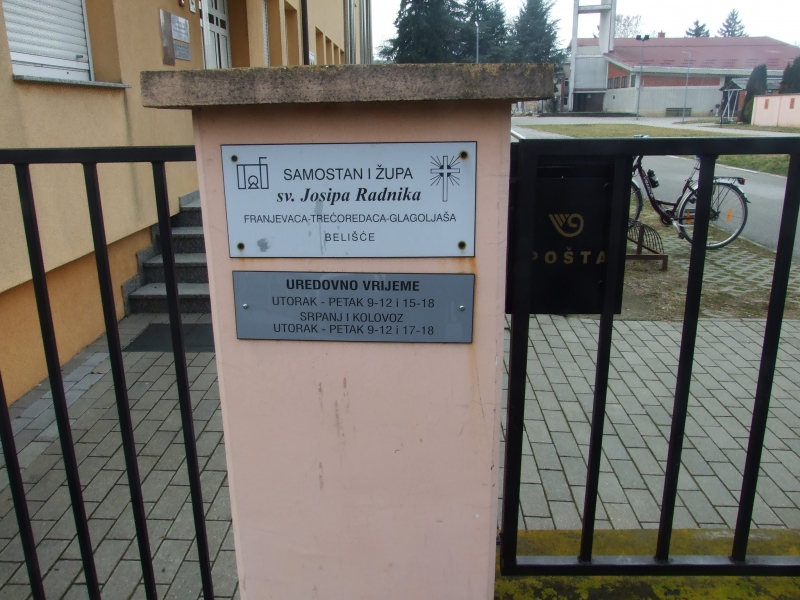 SAMOSTAN I ŽUPA
sv. Josipa Radnika
FRANJEVACA-TREĆOREDACA-GLAGOLJAŠA
BELIŠĆE
UREDOVNO VRIJEME
UTORAK - PETAK 9-12 i 15-18
SRPANJ I KOLOVOZ
UTORAK - PETAK 9-12 i 17-18
POŠTA